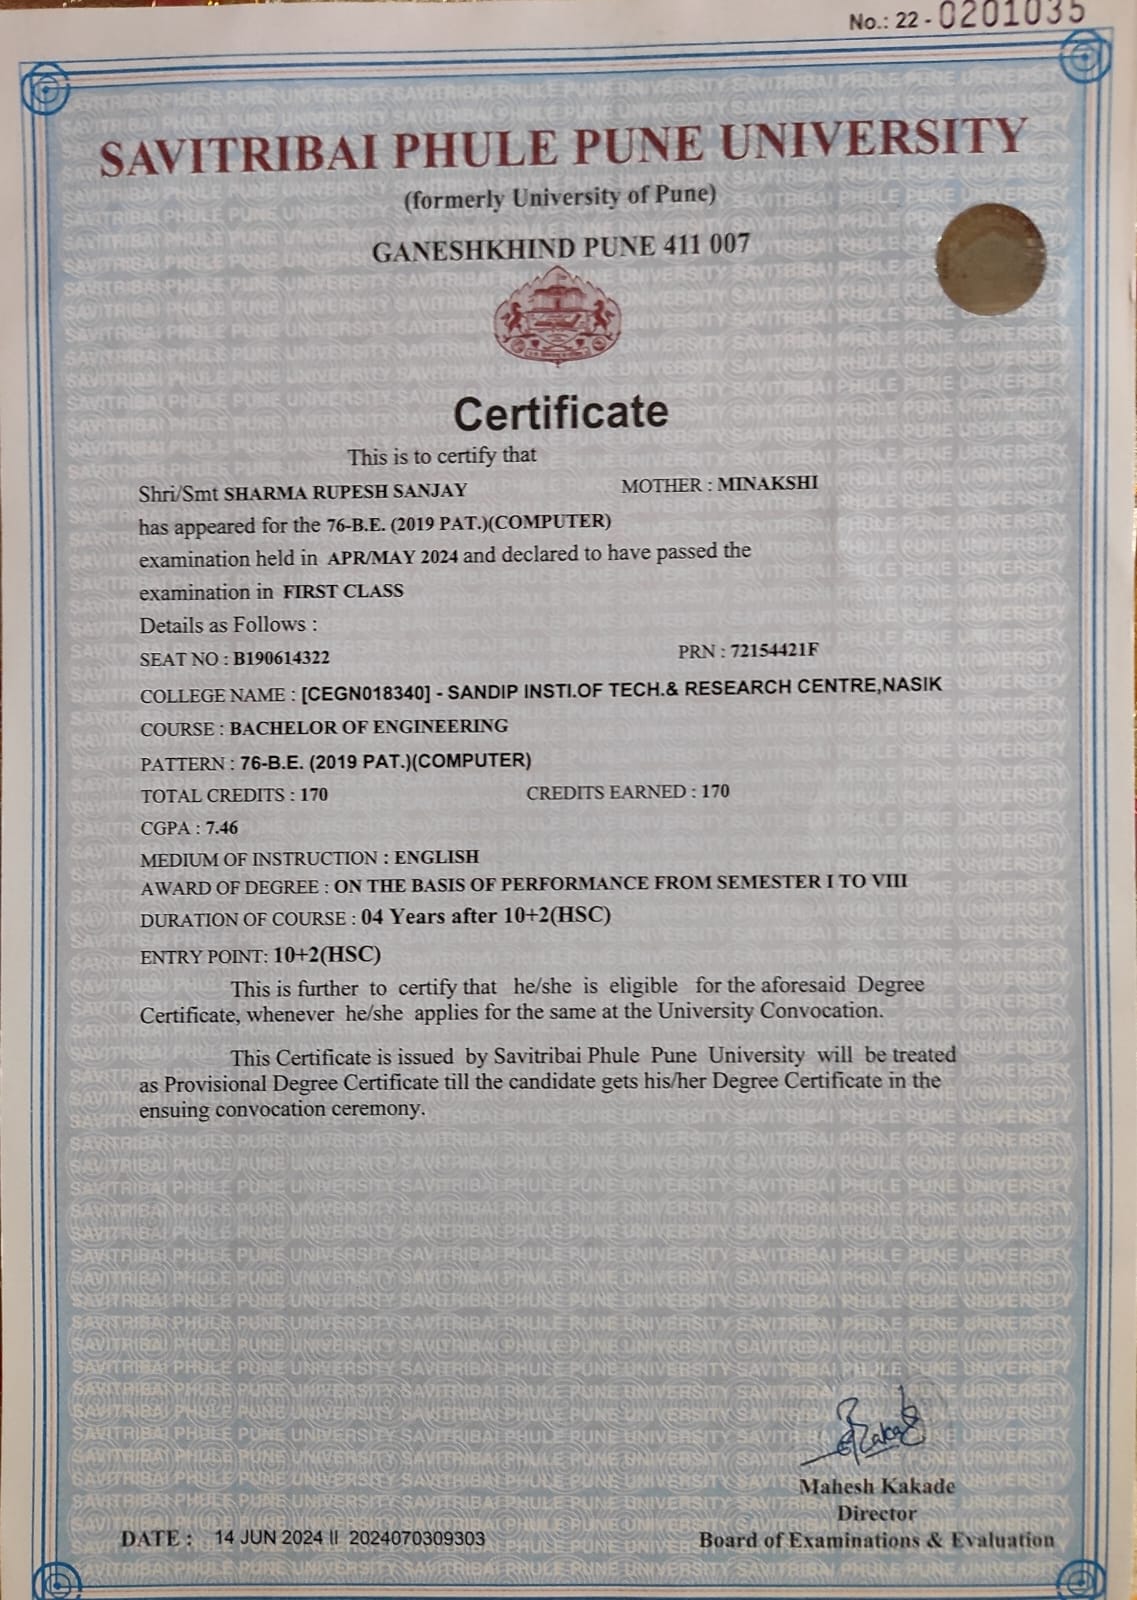 No.: 22 - 0201035
SAVITRIBAI PHULE PUNE UNIVERSITY
(formerly University of Pune)
GANESHKHIND PUNE 411 007
Certificate
This is to certify that
Shri/Smt SHARMA RUPESH SANJAY MOTHER : MINAKSHI
has appeared for the 76-B.E. (2019 PAT.)(COMPUTER)
examination held in APR/MAY 2024 and declared to have passed the
examination in FIRST CLASS
Details as Follows :
SEAT NO : B190614322 PRN : 72154421F
COLLEGE NAME : [CEGN018340] - SANDIP INSTI.OF TECH.& RESEARCH CENTRE,NASIK
COURSE : BACHELOR OF ENGINEERING
PATTERN : 76-B.E. (2019 PAT.)(COMPUTER)
TOTAL CREDITS : 170 CREDITS EARNED : 170
CGPA : 7.46
MEDIUM OF INSTRUCTION : ENGLISH
AWARD OF DEGREE : ON THE BASIS OF PERFORMANCE FROM SEMESTER I TO VIII
DURATION OF COURSE : 04 Years after 10+2(HSC)
ENTRY POINT: 10+2(HSC)
This is further to certify that he/she is eligible for the aforesaid Degree
Certificate, whenever he/she applies for the same at the University Convocation.
This Certificate is issued by Savitribai Phule Pune University will be treated
as Provisional Degree Certificate till the candidate gets his/her Degree Certificate in the
ensuing convocation ceremony.
Mahesh Kakade
Director
DATE : 14 JUN 2024 || 2024070309303 Board of Examinations & Evaluation